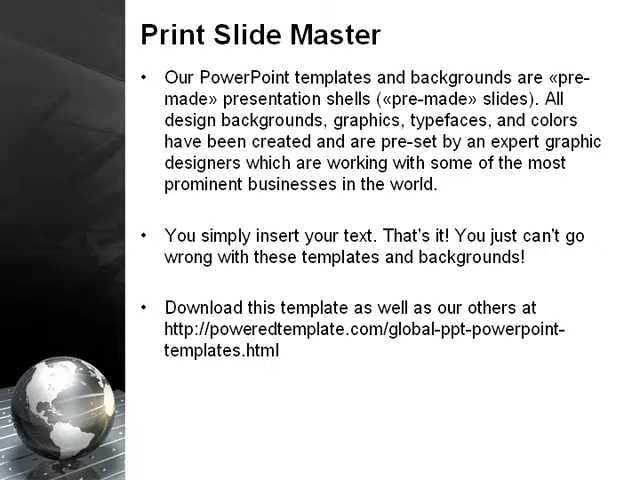 Print Slide Master
• Our PowerPoint templates and backgrounds are «pre-
made» presentation shells («pre-made» slides). All
design backgrounds, graphics, typefaces, and colors
have been created and are pre-set by an expert graphic
designers which are working with some of the most
prominent businesses in the world.
• You simply insert your text. That's it! You just can't go
wrong with these templates and backgrounds!
• Download this template as well as our others at
http://poweredtemplate.com/global-ppt-powerpoint-
templates.html